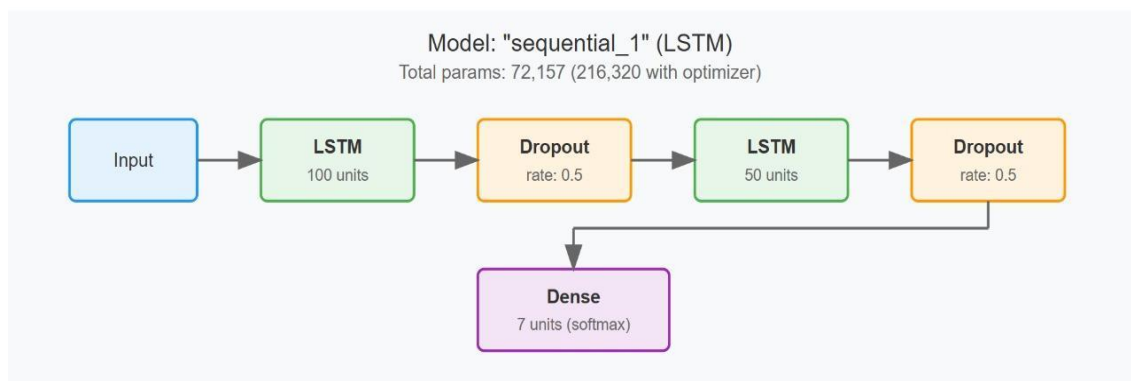 Model: "sequential_1" (LSTM)
Total params: 72,157 (216,320 with optimizer)
Input
LSTM
100 units
Dropout
rate: 0.5
LSTM
50 units
Dropout
rate: 0.5
Dense
7 units (softmax)